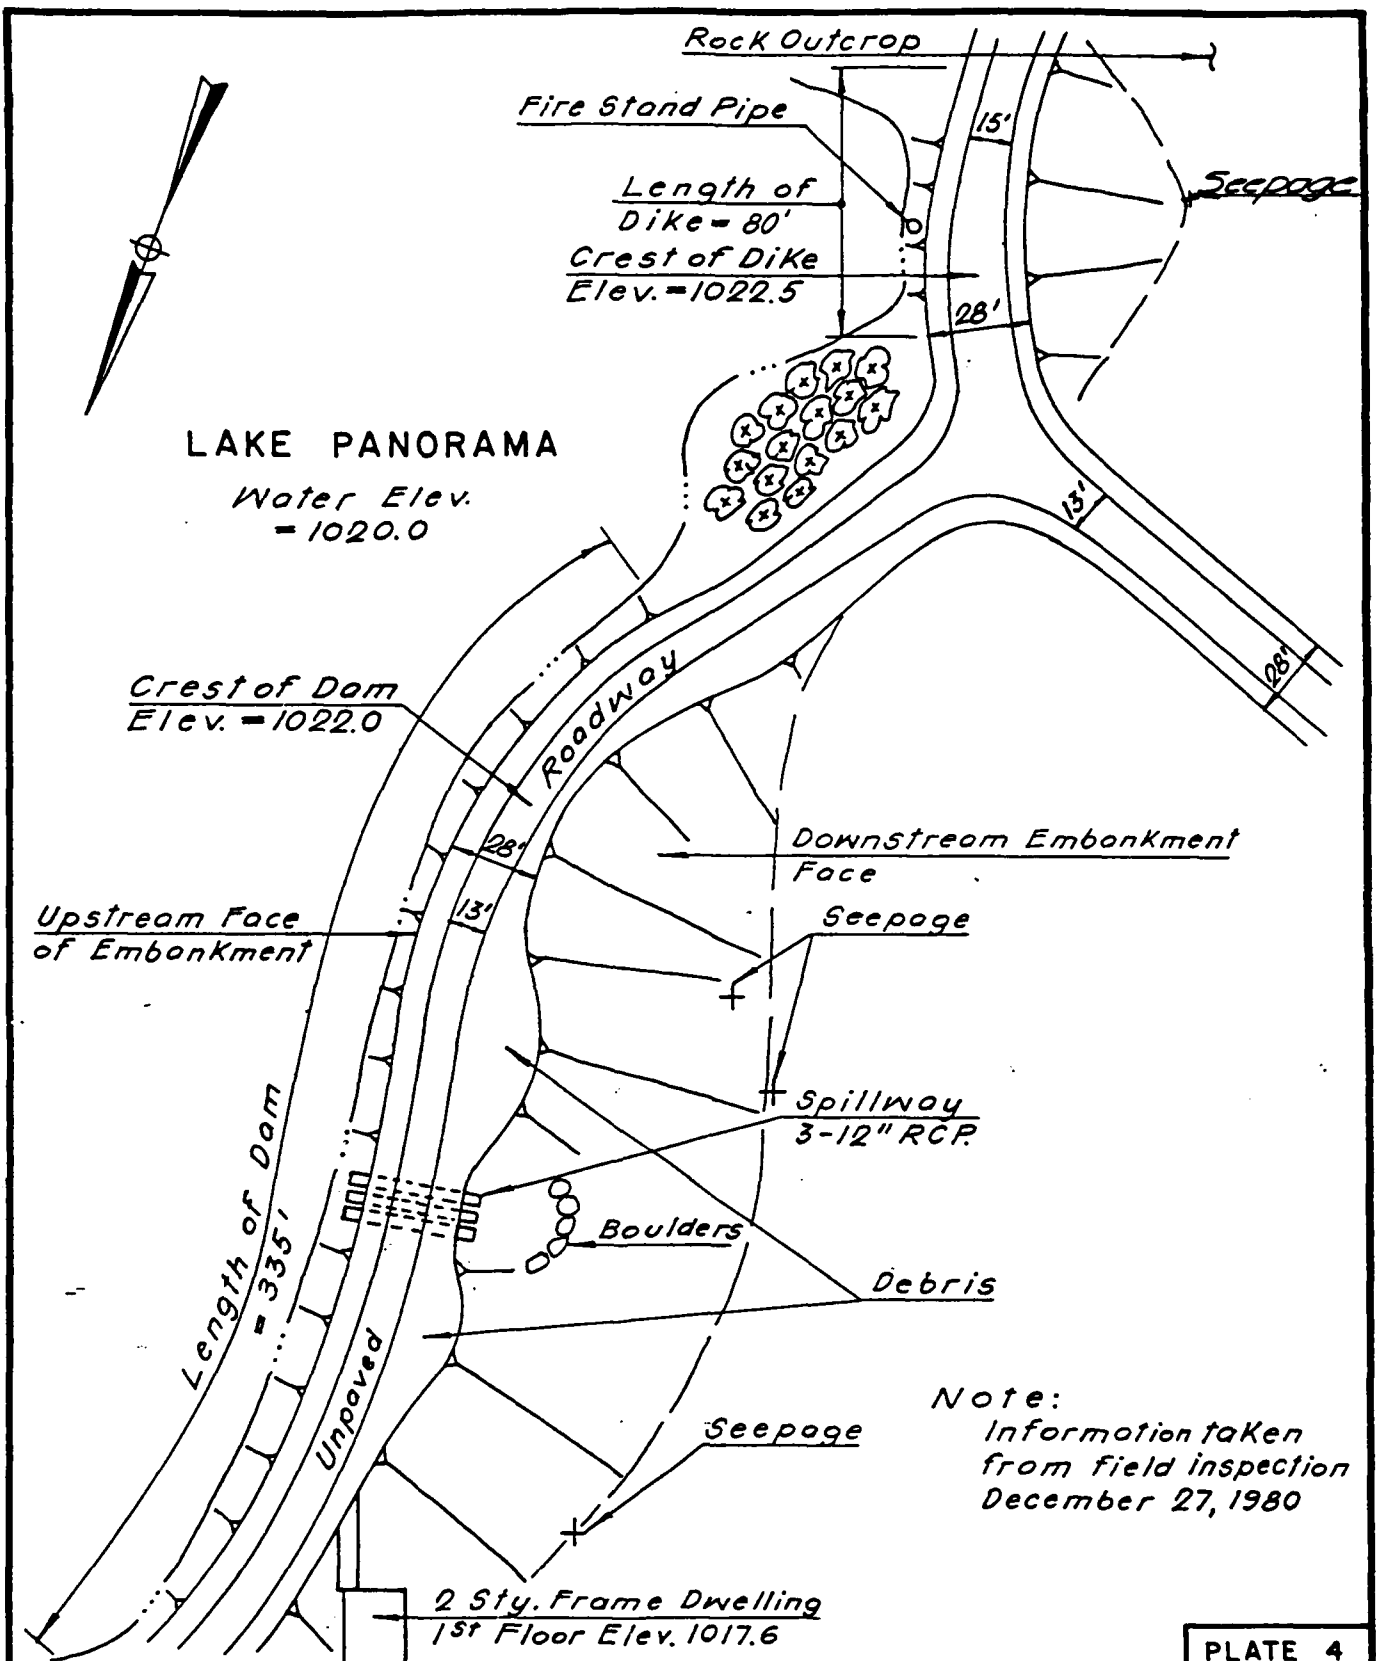 Rock Outcrop
Fire Stand Pipe
15'
Length of
Dike = 80'
Seepage
Crest of Dike
Elev. = 1022.5
28'
LAKE PANORAMA
Water Elev.
= 1020.0
13'
28'
Crest of Dam
Elev. = 1022.0
Roadway
28'
Downstream Embankment
Face
13'
Upstream Face
of Embankment
Seepage
Spillway
3-12" RCP.
Length of Dam
= 335'
Boulders
Debris
Unpaved
Note:
Information taken
from field inspection
December 27, 1980
Seepage
2 Sty. Frame Dwelling
1st Floor Elev. 1017.6
PLATE 4